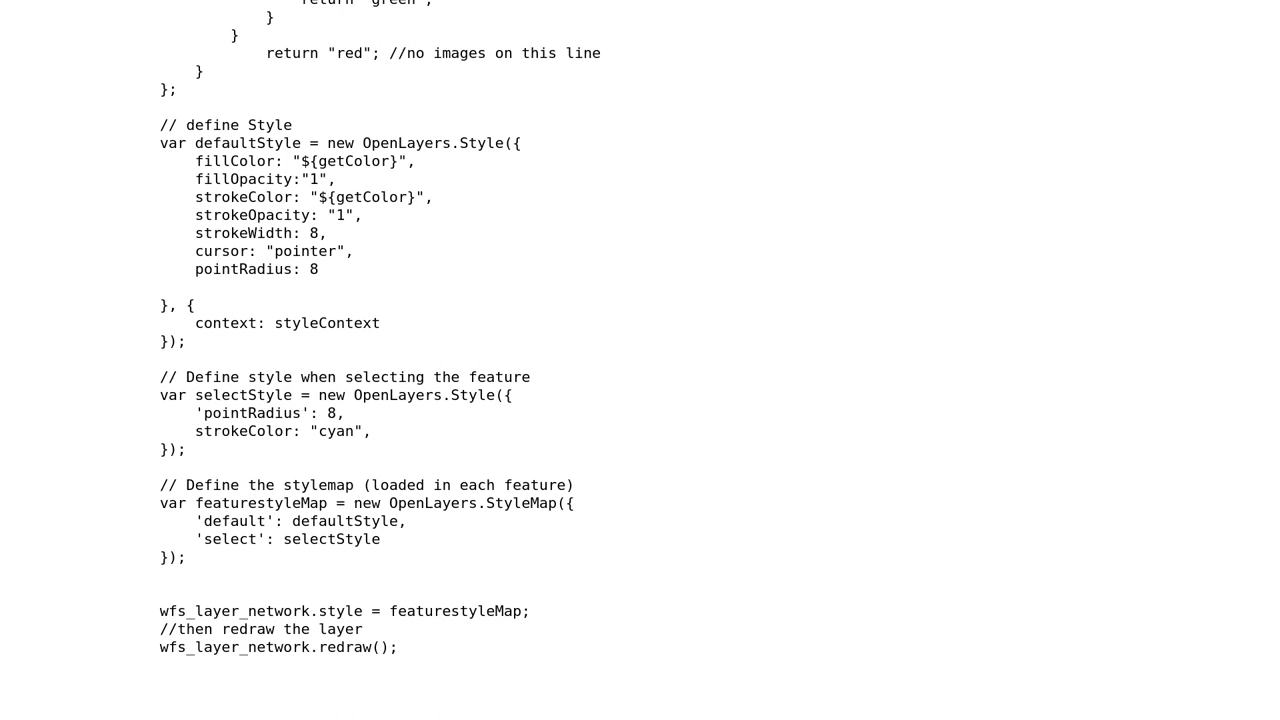 }
        }
            return "red"; //no images on this line
    }
};

// define Style
var defaultStyle = new OpenLayers.Style({
    fillColor: "${getColor}",
    fillOpacity:"1",
    strokeColor: "${getColor}",
    strokeOpacity: "1",
    strokeWidth: 8,
    cursor: "pointer",
    pointRadius: 8

}, {
    context: styleContext
});

// Define style when selecting the feature
var selectStyle = new OpenLayers.Style({
    'pointRadius': 8,
    strokeColor: "cyan",
});

// Define the stylemap (loaded in each feature)
var featurestyleMap = new OpenLayers.StyleMap({
    'default': defaultStyle,
    'select': selectStyle
});


wfs_layer_network.style = featurestyleMap;
//then redraw the layer
wfs_layer_network.redraw();